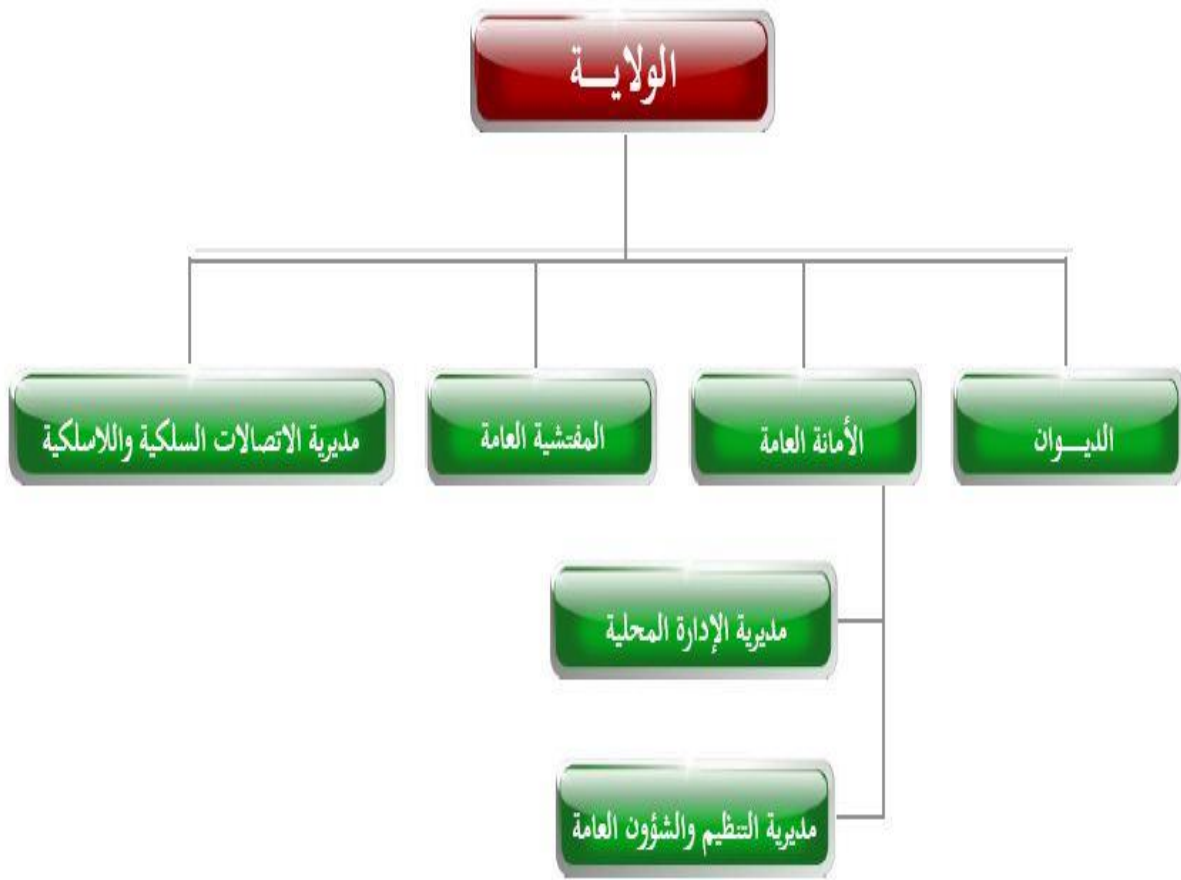 الولايــة
الديــوان
الأمانة العامة
المفتشية العامة
مديرية الاتصالات السلكية واللاسلكية
مديرية الإدارة المحلية
مديرية التنظيم والشؤون العامة